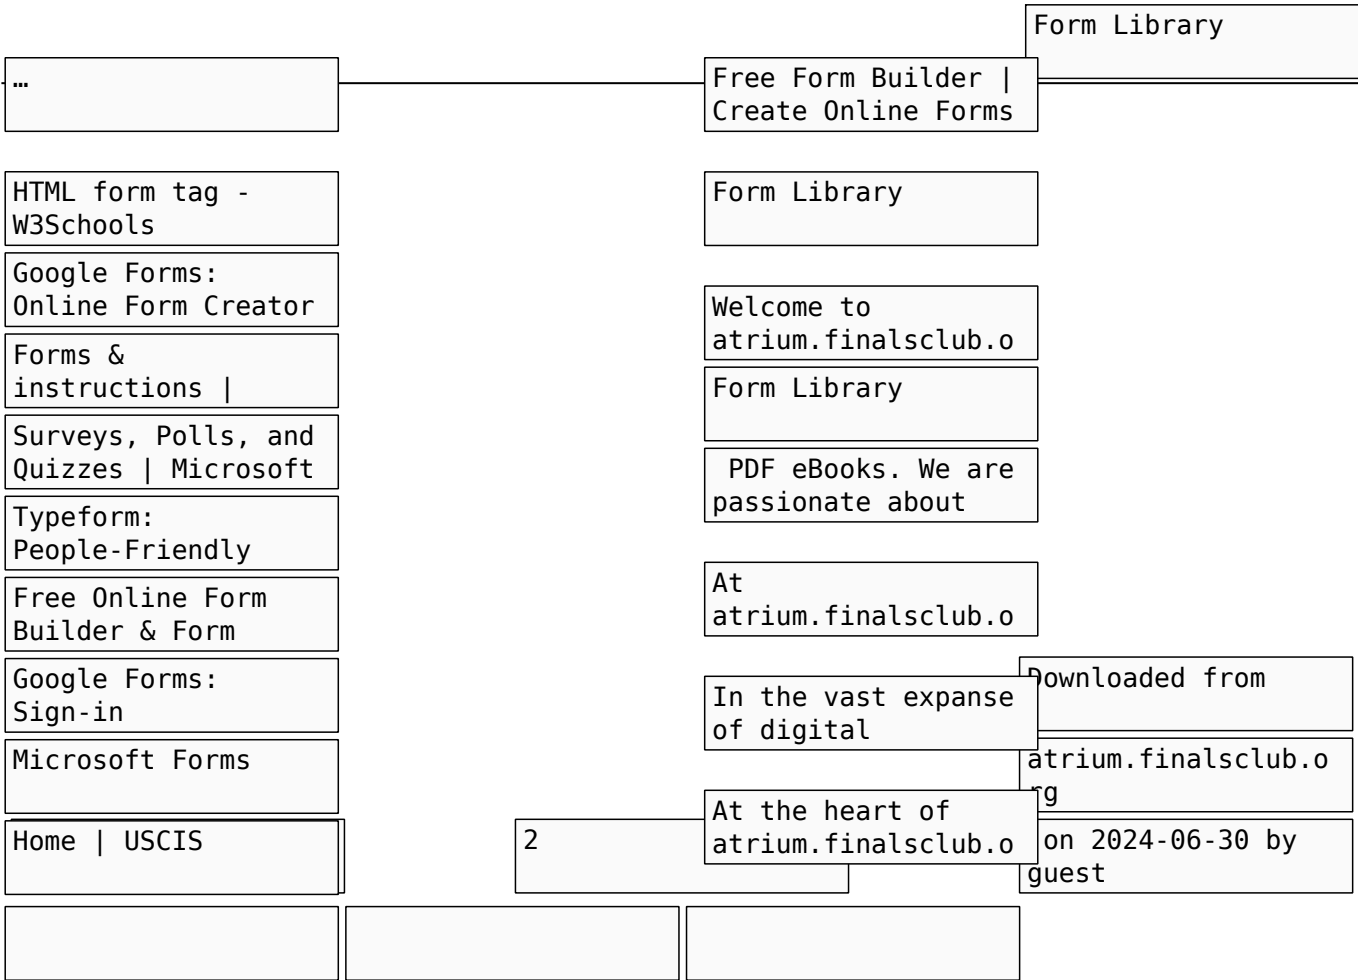 Form Library
…
HTML form tag -
W3Schools
Google Forms:
Online Form Creator
Forms &
instructions |
Surveys, Polls, and
Quizzes | Microsoft
Typeform:
People-Friendly
Free Online Form
Builder & Form
Google Forms:
Sign-in
Microsoft Forms
Home | USCIS
2
Free Form Builder |
Create Online Forms
Form Library
Welcome to
atrium.finalsclub.o
Form Library
PDF eBooks. We are
passionate about
At
atrium.finalsclub.o
In the vast expanse
of digital
At the heart of
atrium.finalsclub.o
Downloaded from
atrium.finalsclub.o
rg
on 2024-06-30 by
guest